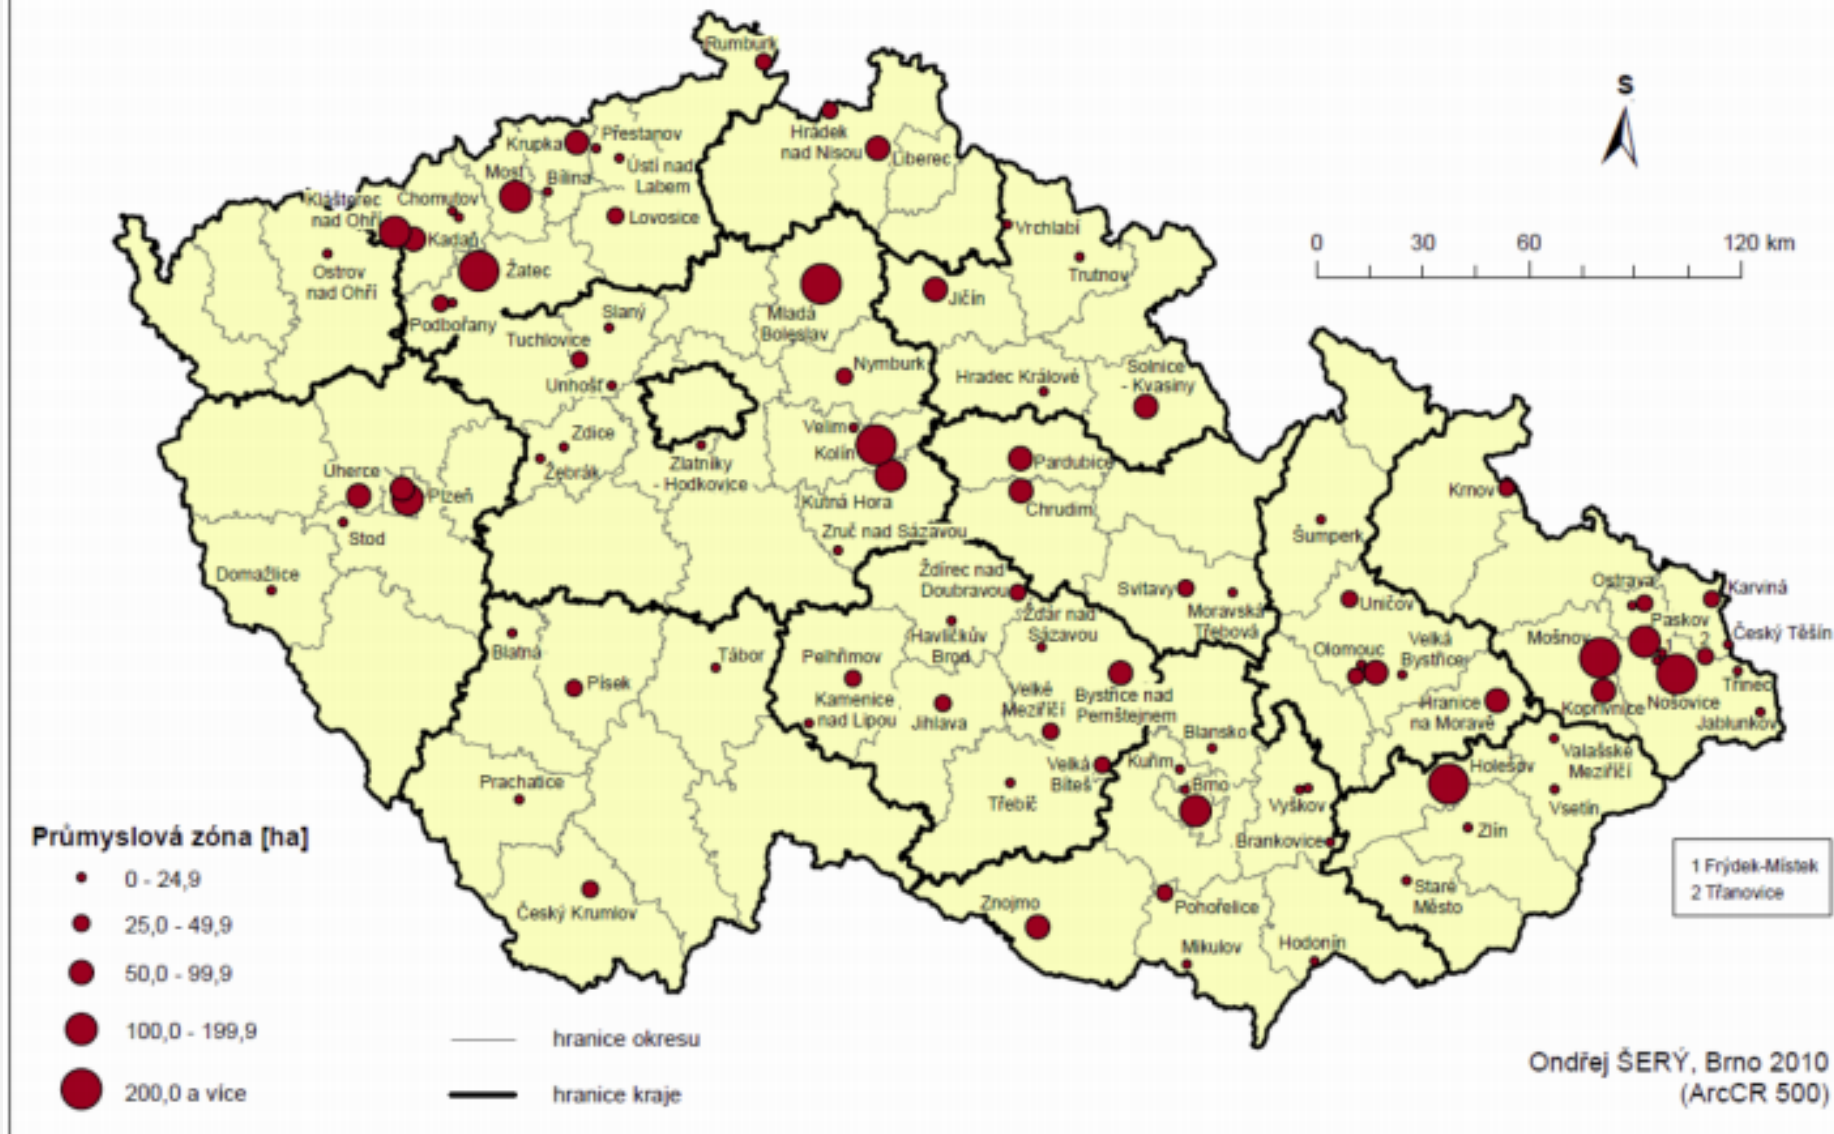 Rumburk
S
Hrádek
nad Nisou
Liberec
Krupka
Přestanov
Ústí nad
Labem
Most
Bílina
Klášterec
nad Ohří
Chomutov
Lovosice
Kadaň
Vrchlabí
0 30 60 120 km
Ostrov
nad Ohří
Žatec
Trutnov
Jičín
Podbořany
Slaný
Mladá
Boleslav
Tuchlovice
Unhošť
Nymburk
Hradec Králové
Solnice
- Kvasiny
Velim
Zdice
Žebrák
Zlatníky
- Hodkovice
Kolín
Pardubice
Úherce
Plzeň
Kutná Hora
Chrudim
Krnov
Stod
Zruč nad Sázavou
Šumperk
Domažlice
Ždírec nad
Doubravou
Svitavy
Moravská
Třebová
Uničov
Ostrava
Karviná
Paskov
Havlíčkův
Brod
Žďár nad
Sázavou
Blatná
Tábor
Pelhřimov
Olomouc
Velká
Bystřice
Mošnov
1
2
Český Těšín
Písek
Kamenice
nad Lipou
Jihlava
Velké
Meziříčí
Bystřice nad
Pernštejnem
Hranice
na Moravě
Kopřivnice
Nošovice
Třinec
Jablunkov
Blansko
Prachatice
Velká
Bíteš
Kuřim
Třebíč
Brno
Vyškov
Holešov
Valašské
Meziříčí
Vsetín
Brankovice
Zlín
Průmyslová zóna [ha]
0 - 24,9
25,0 - 49,9
50,0 - 99,9
100,0 - 199,9
200,0 a více
Český Krumlov
Znojmo
Pohořelice
Staré
Město
Mikulov
Hodonín
1 Frýdek-Místek
2 Třanovice
hranice okresu
hranice kraje
Ondřej ŠERÝ, Brno 2010
(ArcCR 500)